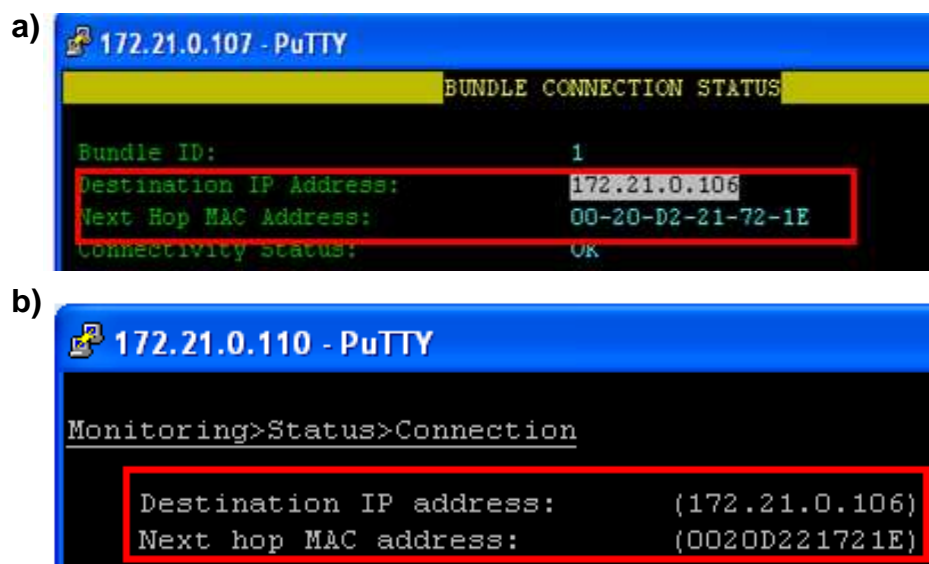 a)
172.21.0.107 - PuTTY
BUNDLE CONNECTION STATUS
Bundle ID: 1
Destination IP Address: 172.21.0.106
Next Hop MAC Address: 00-20-D2-21-72-1E
Connectivity Status: OK
b)
172.21.0.110 - PuTTY
Monitoring>Status>Connection
Destination IP address: (172.21.0.106)
Next hop MAC address: (0020D221721E)